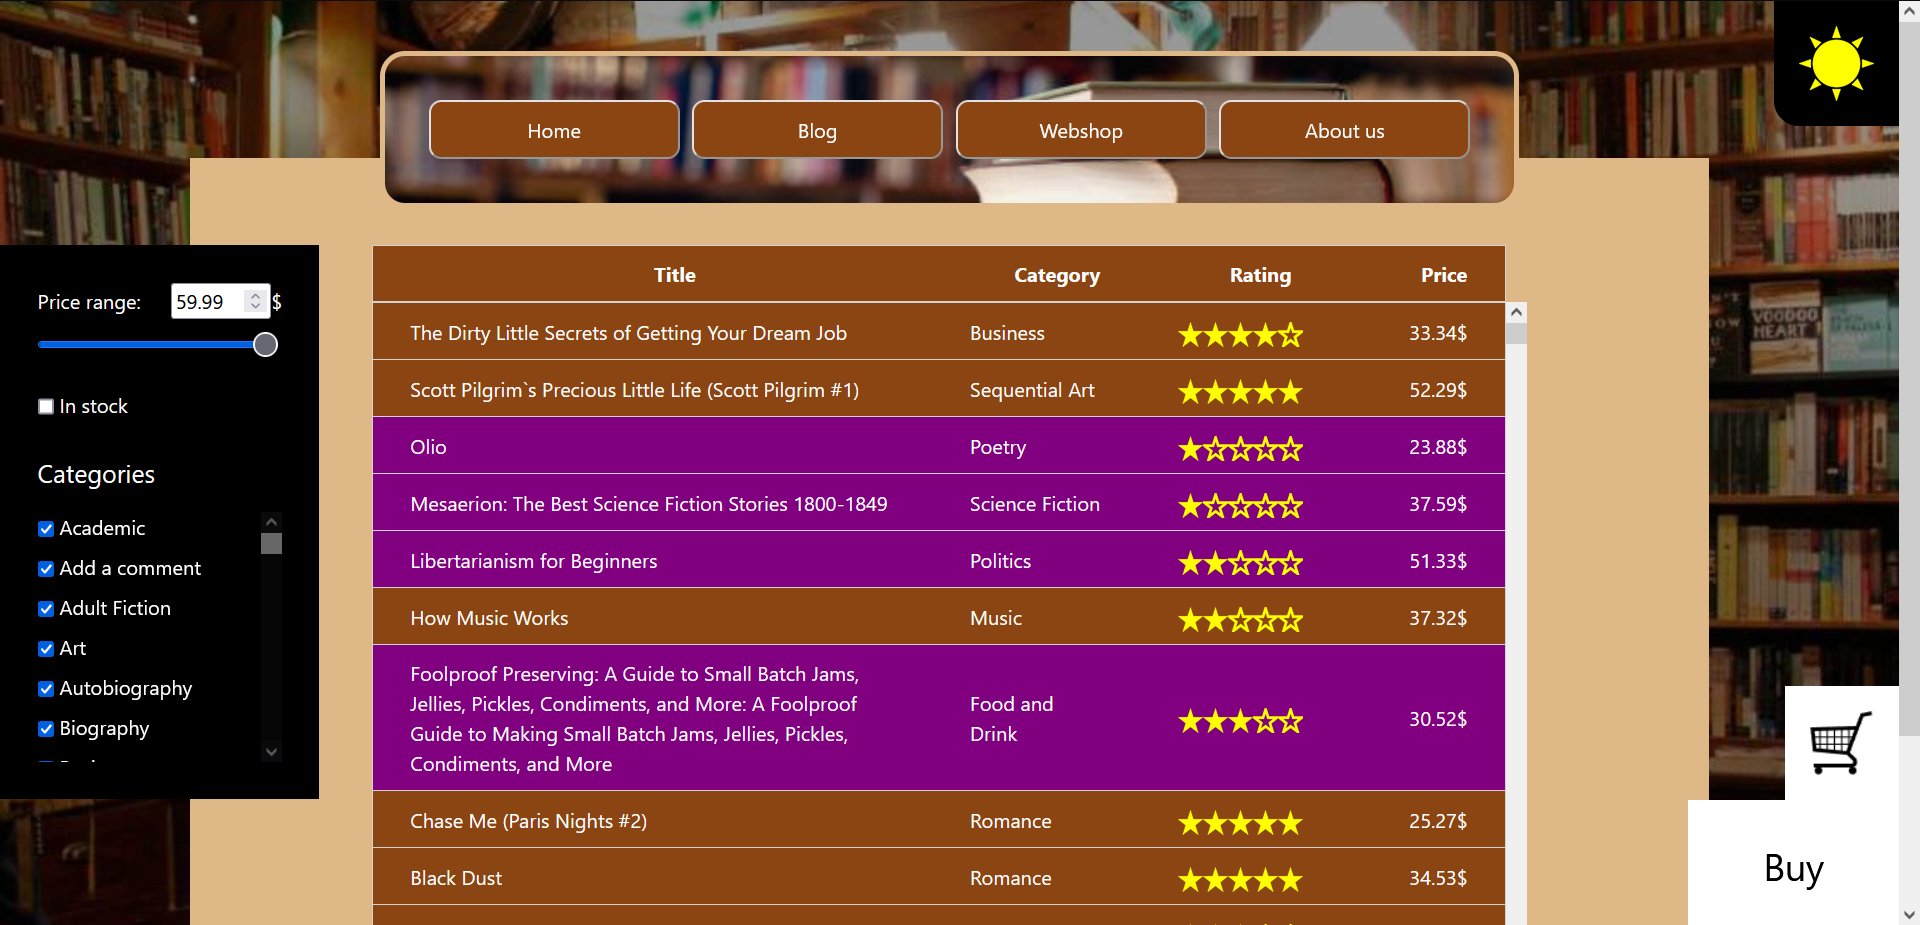 Home
Blog
Webshop
About us
Price range: 59.99 $
In stock
Categories
Academic
Add a comment
Adult Fiction
Art
Autobiography
Biography
Title Category Rating Price
The Dirty Little Secrets of Getting Your Dream Job Business ★★★★☆ 33.34$
Scott Pilgrim`s Precious Little Life (Scott Pilgrim #1) Sequential Art ★★★★★ 52.29$
Olio Poetry ★☆☆☆☆ 23.88$
Mesaerion: The Best Science Fiction Stories 1800-1849 Science Fiction ★☆☆☆☆ 37.59$
Libertarianism for Beginners Politics ★★☆☆☆ 51.33$
How Music Works Music ★★☆☆☆ 37.32$
Foolproof Preserving: A Guide to Small Batch Jams,
Jellies, Pickles, Condiments, and More: A Foolproof
Guide to Making Small Batch Jams, Jellies, Pickles,
Condiments, and More
Food and
Drink
★★★☆☆ 30.52$
Chase Me (Paris Nights #2) Romance ★★★★★ 25.27$
Black Dust Romance ★★★★★ 34.53$
VOODOO
HEART
Buy